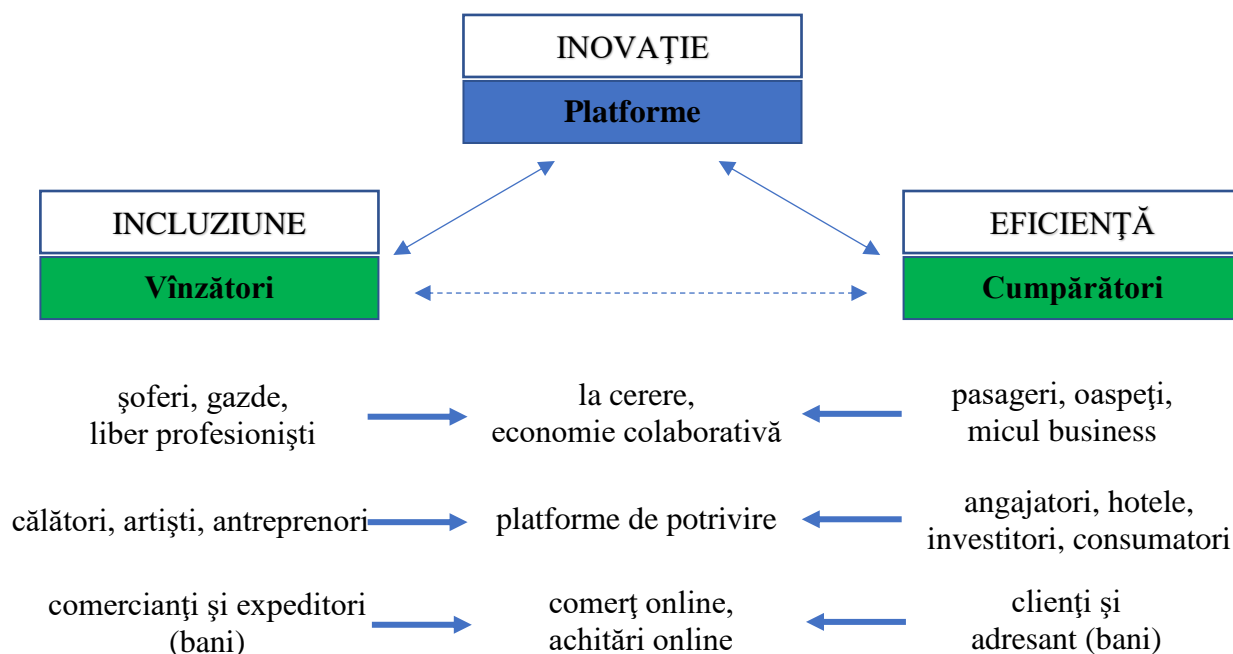 INOVAŢIE
Platforme
INCLUZIUNE
Vînzători
EFICIENŢĂ
Cumpărători
şoferi, gazde,
liber profesionişti
la cerere,
economie colaborativă
pasageri, oaspeţi,
micul business
călători, artişti, antreprenori
platforme de potrivire
angajatori, hotele,
investitori, consumatori
comercianţi şi expeditori
(bani)
comerţ online,
achitări online
clienţi şi
adresant (bani)